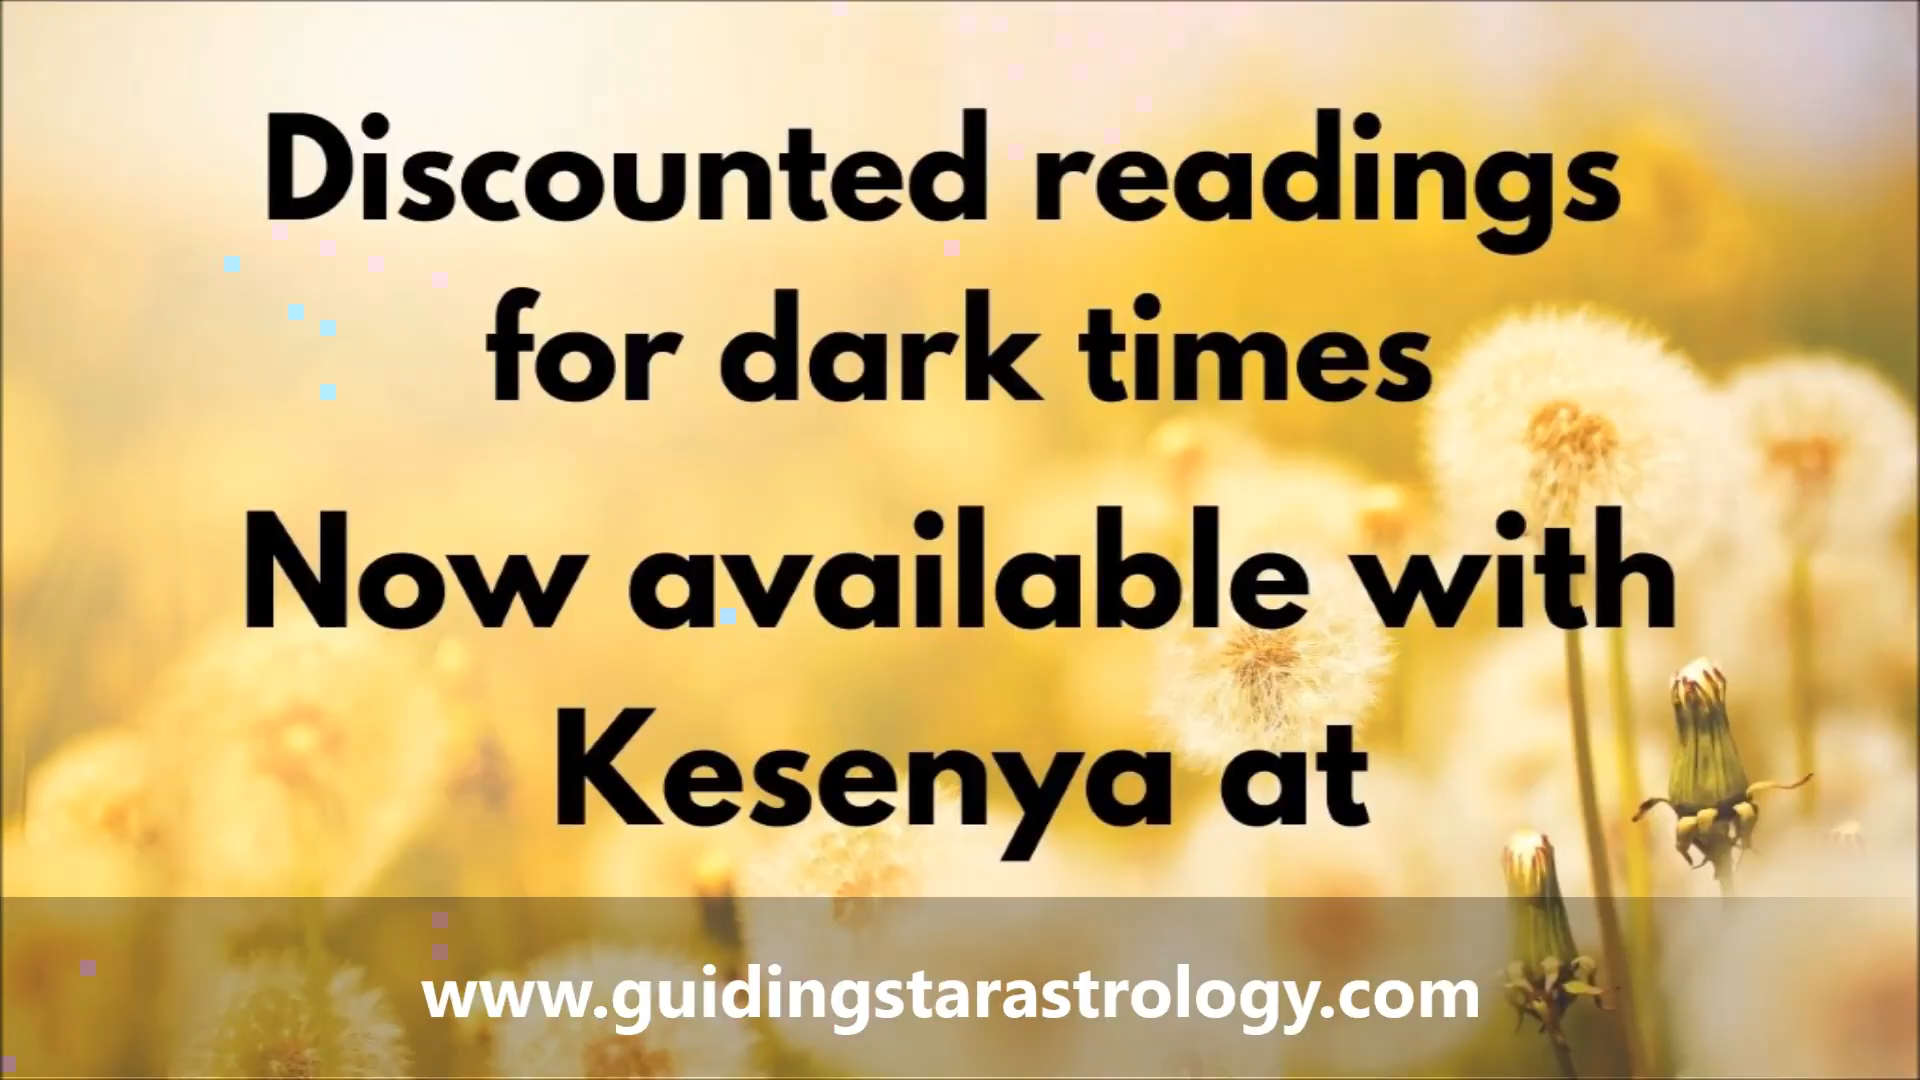 Discounted readings
for dark times
Now available with
Kesenya at
www.guidingstarastrology.com